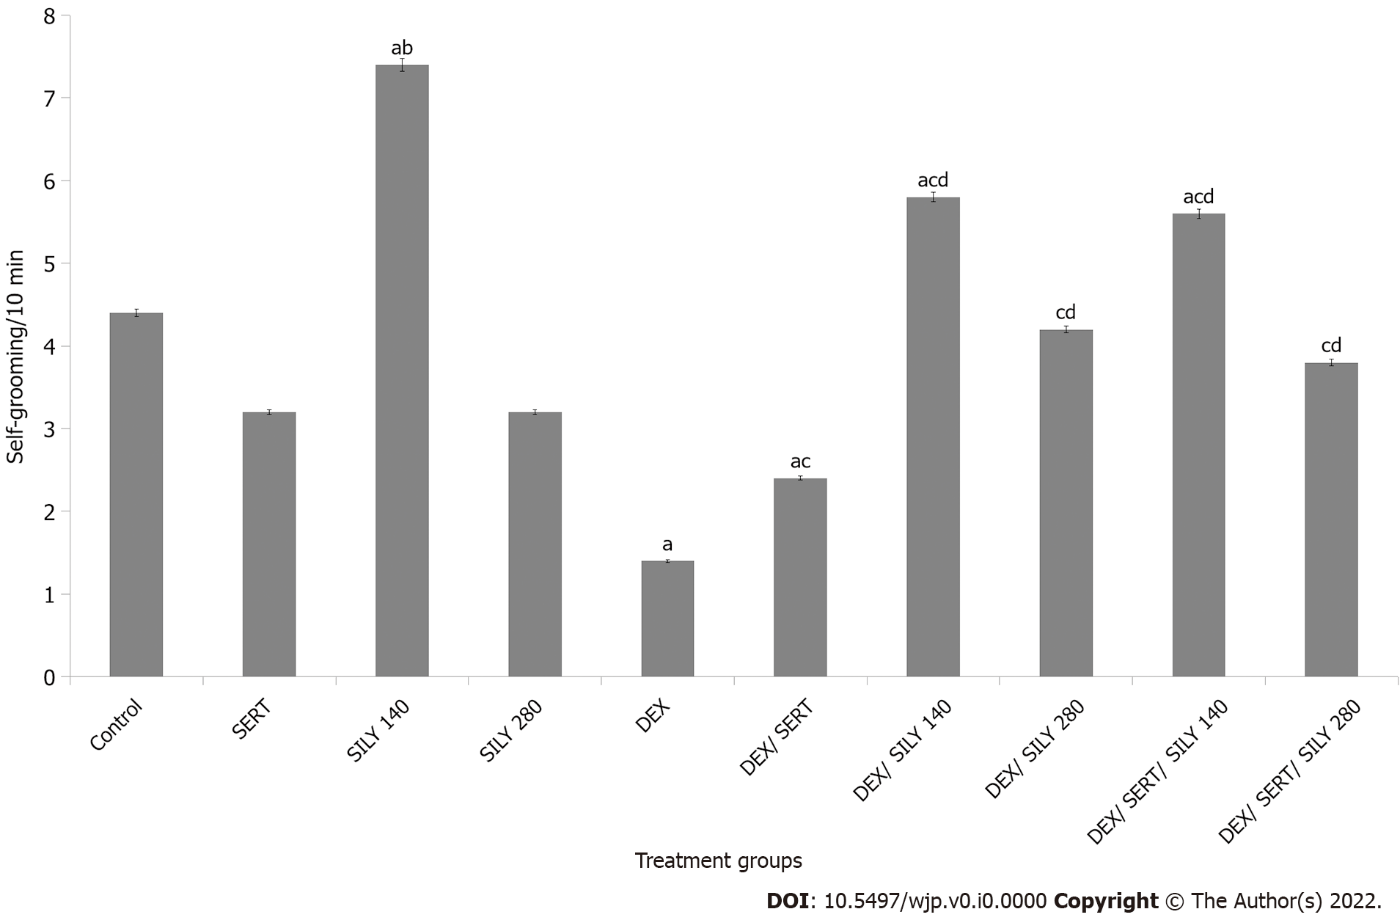 8
7
6
5
4
3
2
1
0
Self-grooming/10 min
ab
a
ac
acd
cd
acd
cd
Control
SERT
SILY 140
SILY 280
DEX
DEX/ SERT
DEX/ SILY 140
DEX/ SILY 280
DEX/ SERT/ SILY 140
DEX/ SERT/ SILY 280
Treatment groups
DOI: 10.5497/wjp.v0.i0.0000 Copyright © The Author(s) 2022.